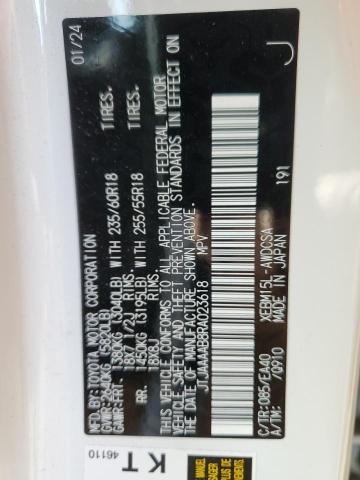 MFD.BY:TOYOTA MOTOR CORPORATION 01/24
GVWR: 2640KG (5820LB)
GAWR-FRT. 1380KG (3040LB) WITH 235/60R18
18X7 1/2J RIMS
RR. 1450KG (3195LB) WITH 255/55R18
18X8J RIMS
THIS VEHICLE CONFORMS TO ALL APPLICABLE FEDERAL MOTOR
VEHICLE SAFETY AND THEFT PREVENTION STANDARDS IN EFFECT ON
THE DATE OF MANUFACTURE SHOWN ABOVE.
JTJAAAAB8RA023618
MPV
191
C/TR: 085/EA40 XEBM15L-AWDGSA
A/TM: /Q910 MADE IN JAPAN
J
46110
KT
MANUEL
PLUS DE